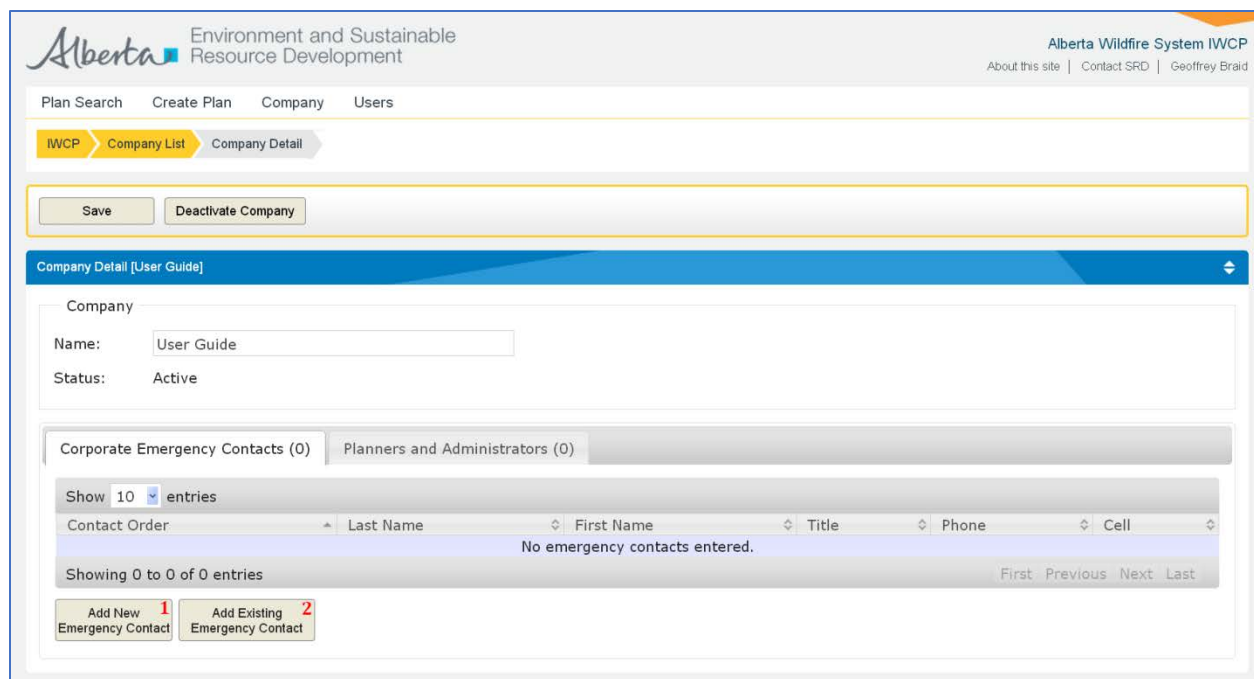 Alberta Environment and Sustainable
Resource Development
Alberta Wildfire System IWCP
About this site | Contact SRD | Geoffrey Braid
Plan Search Create Plan Company Users
IWCP Company List Company Detail
Save Deactivate Company
Company Detail [User Guide]
Company
Name: User Guide
Status: Active
Corporate Emergency Contacts (0) Planners and Administrators (0)
Show 10 entries
Contact Order Last Name First Name Title Phone Cell
No emergency contacts entered.
Showing 0 to 0 of 0 entries First Previous Next Last
Add New 1 Add Existing 2
Emergency Contact Emergency Contact